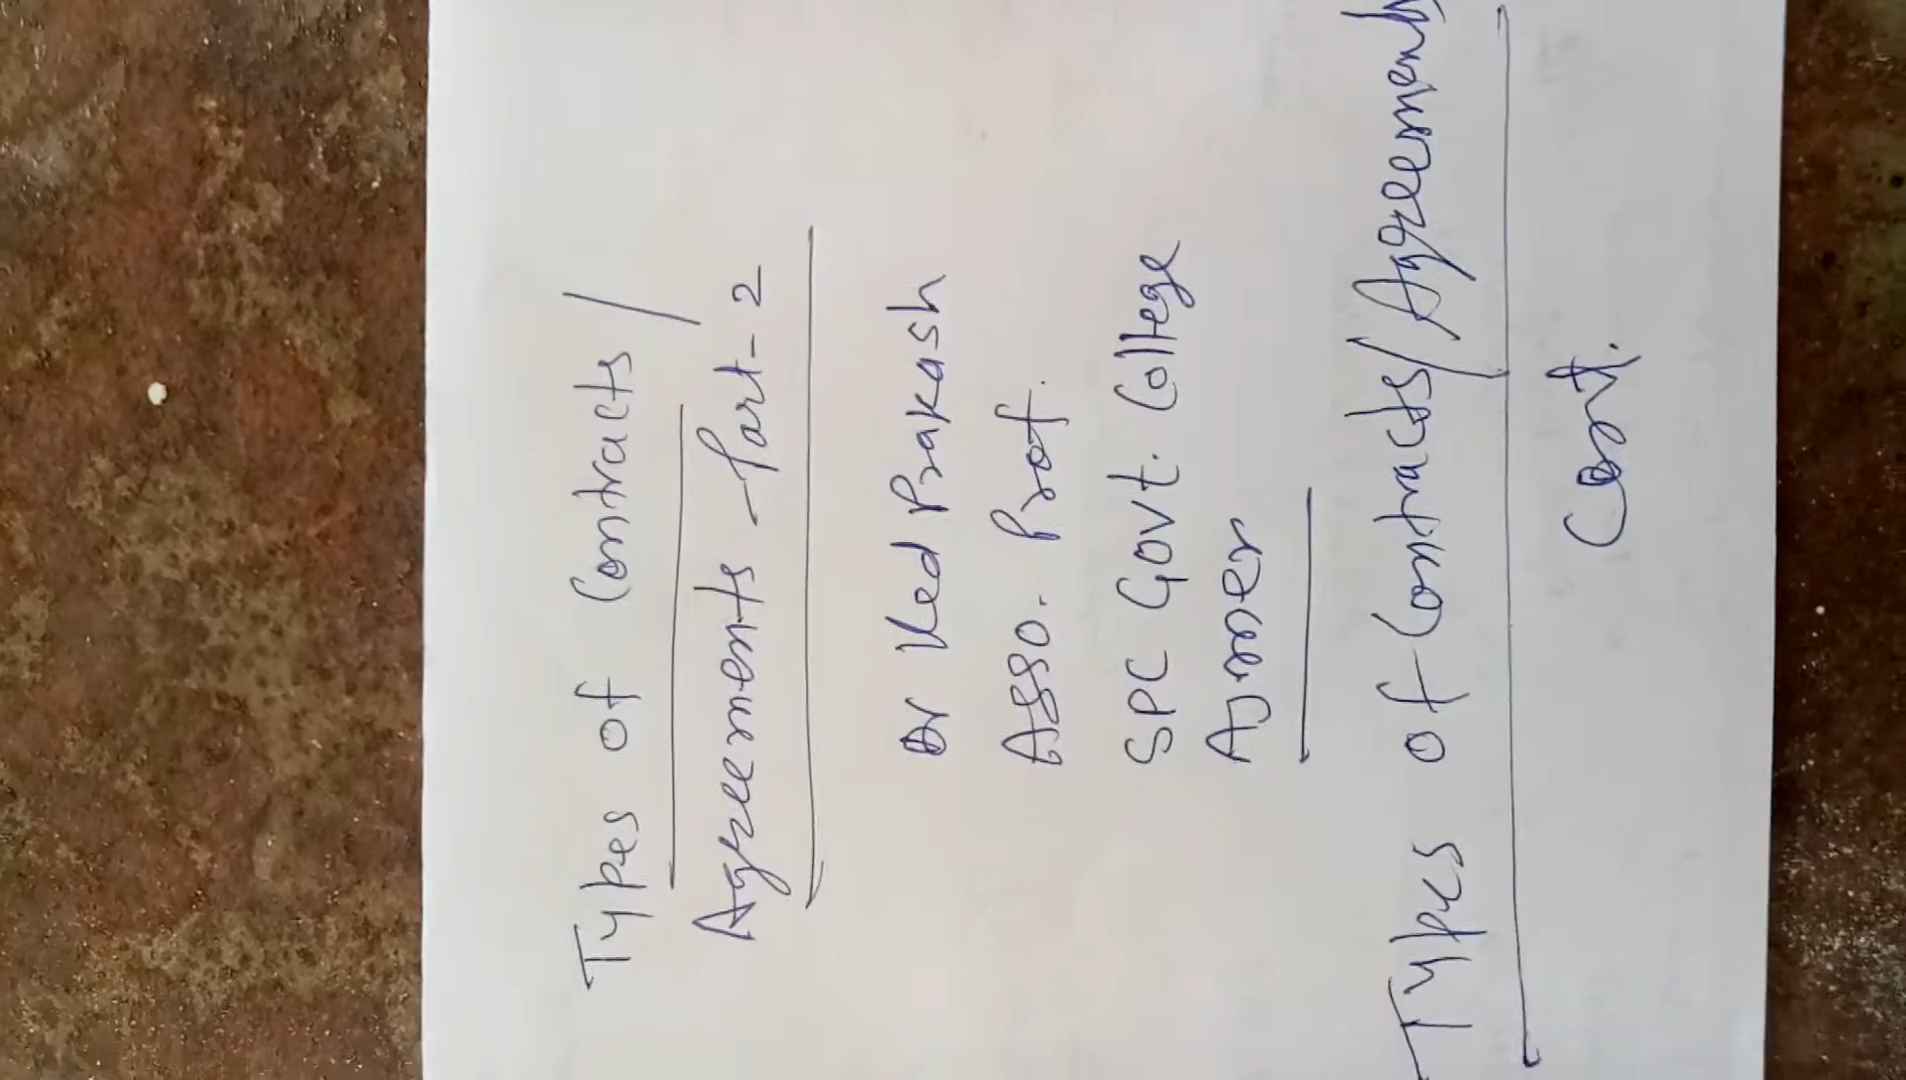 Types of Contracts /
Agreements - Part - 2
Dr Ved Prakash
Asso. Prof.
SPC Govt. College
Ajmer
Types of Contracts/Agreements
Cont.